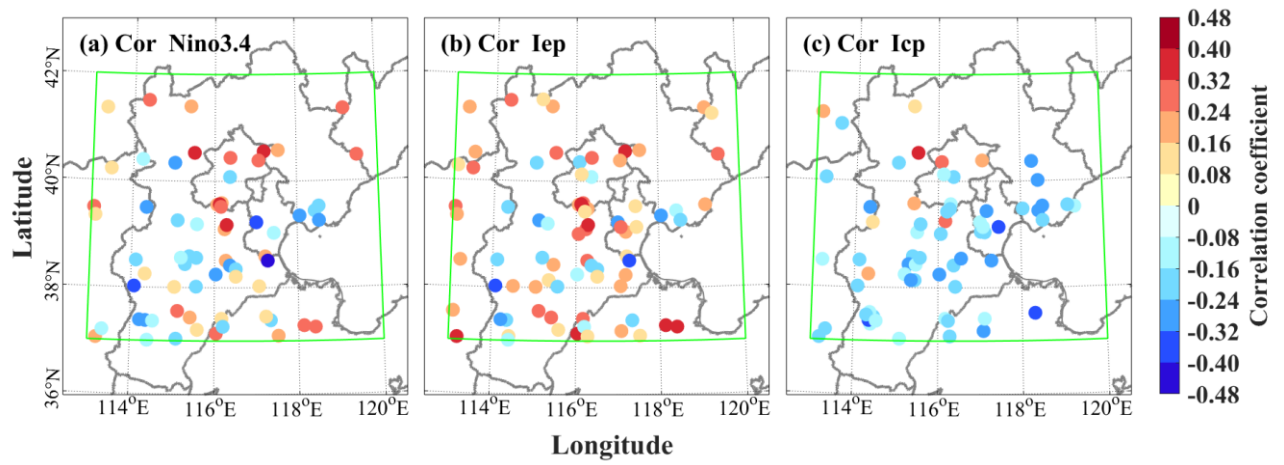 (a) Cor Nino3.4
(b) Cor Iep
(c) Cor Icp
Latitude
42°N
40°N
38°N
36°N
114°E
116°E
118°E
120°E
114°E
116°E
118°E
120°E
114°E
116°E
118°E
120°E
Longitude
0.48
0.40
0.32
0.24
0.16
0.08
0
-0.08
-0.16
-0.24
-0.32
-0.40
-0.48
Correlation coefficient